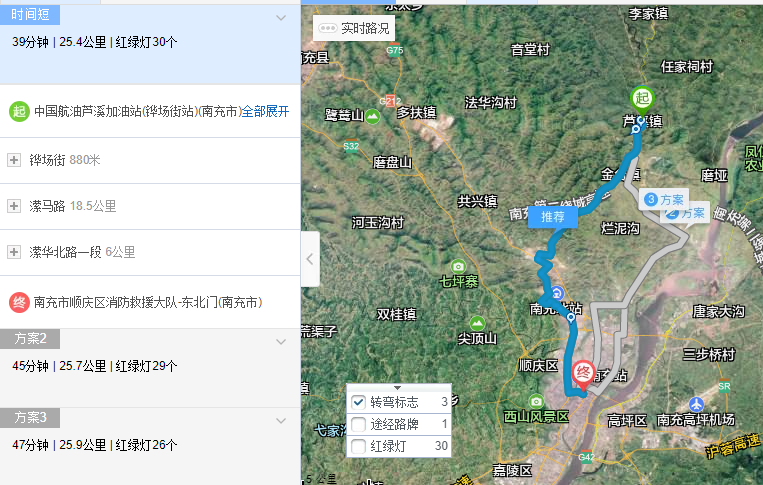 时间短
39分钟 | 25.4公里 | 红绿灯30个
起
中国航油芦溪加油站(铧场街站)(南充市)全部展开
铧场街 880米
潆马路 18.5公里
潆华北路一段 6公里
终
南充市顺庆区消防救援大队-东北门(南充市)
方案2
45分钟 | 25.7公里 | 红绿灯29个
方案3
47分钟 | 25.9公里 | 红绿灯26个
实时路况
李家镇
G75
音堂村
任家祠村
起
G212
法华沟村
鹭鸶山
多扶镇
芦溪镇
S32
磨盘山
磨垭
共兴镇
3 方案
2 方案
推荐
河玉沟村
烂泥沟
七坪寨
双桂镇
唐家大沟
尖顶山
三步桥村
顺庆区
终
SR
转弯标志 3
途经路牌 1
红绿灯 30
西山风景区
高坪区
南充高坪机场
沪蓉高速
G42
嘉陵区